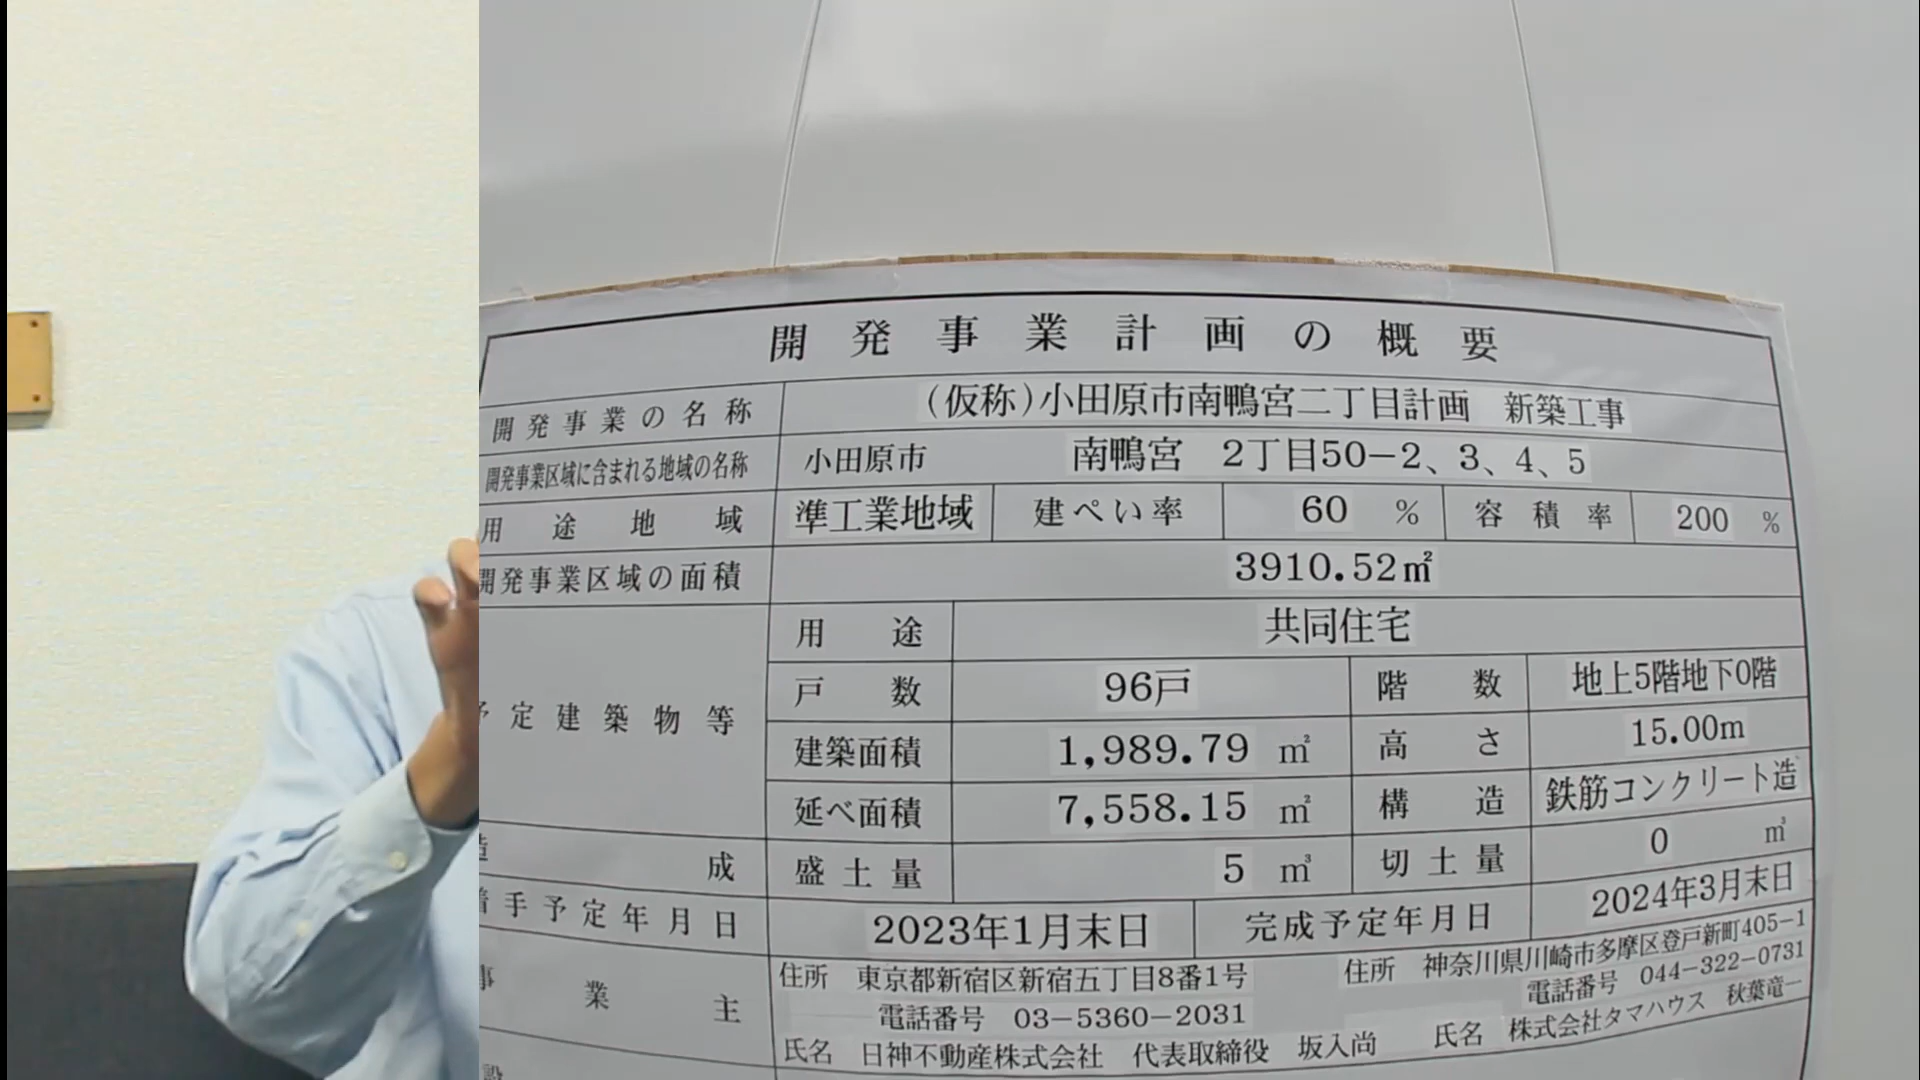 開発事業計画の概要
開発事業の名称 (仮称)小田原市南鴨宮二丁目計画 新築工事
開発事業区域に含まれる地域の名称 小田原市 南鴨宮 2丁目50-2、3、4、5
用途地域 準工業地域 建ぺい率 60 % 容積率 200 %
開発事業区域の面積 3910.52㎡
予定建築物等 用途 共同住宅
戸数 96戸 階数 地上5階地下0階
建築面積 1,989.79 ㎡ 高さ 15.00m
延べ面積 7,558.15 ㎡ 構造 鉄筋コンクリート造
造成 盛土量 5 ㎥ 切土量 0 ㎥
着手予定年月日 2023年1月末日 完成予定年月日 2024年3月末日
事業主 住所 東京都新宿区新宿五丁目8番1号 住所 神奈川県川崎市多摩区登戸新町405-1
電話番号 03-5360-2031 電話番号 044-322-0731
氏名 日神不動産株式会社 代表取締役 坂入尚 氏名 株式会社タマハウス 秋葉竜一